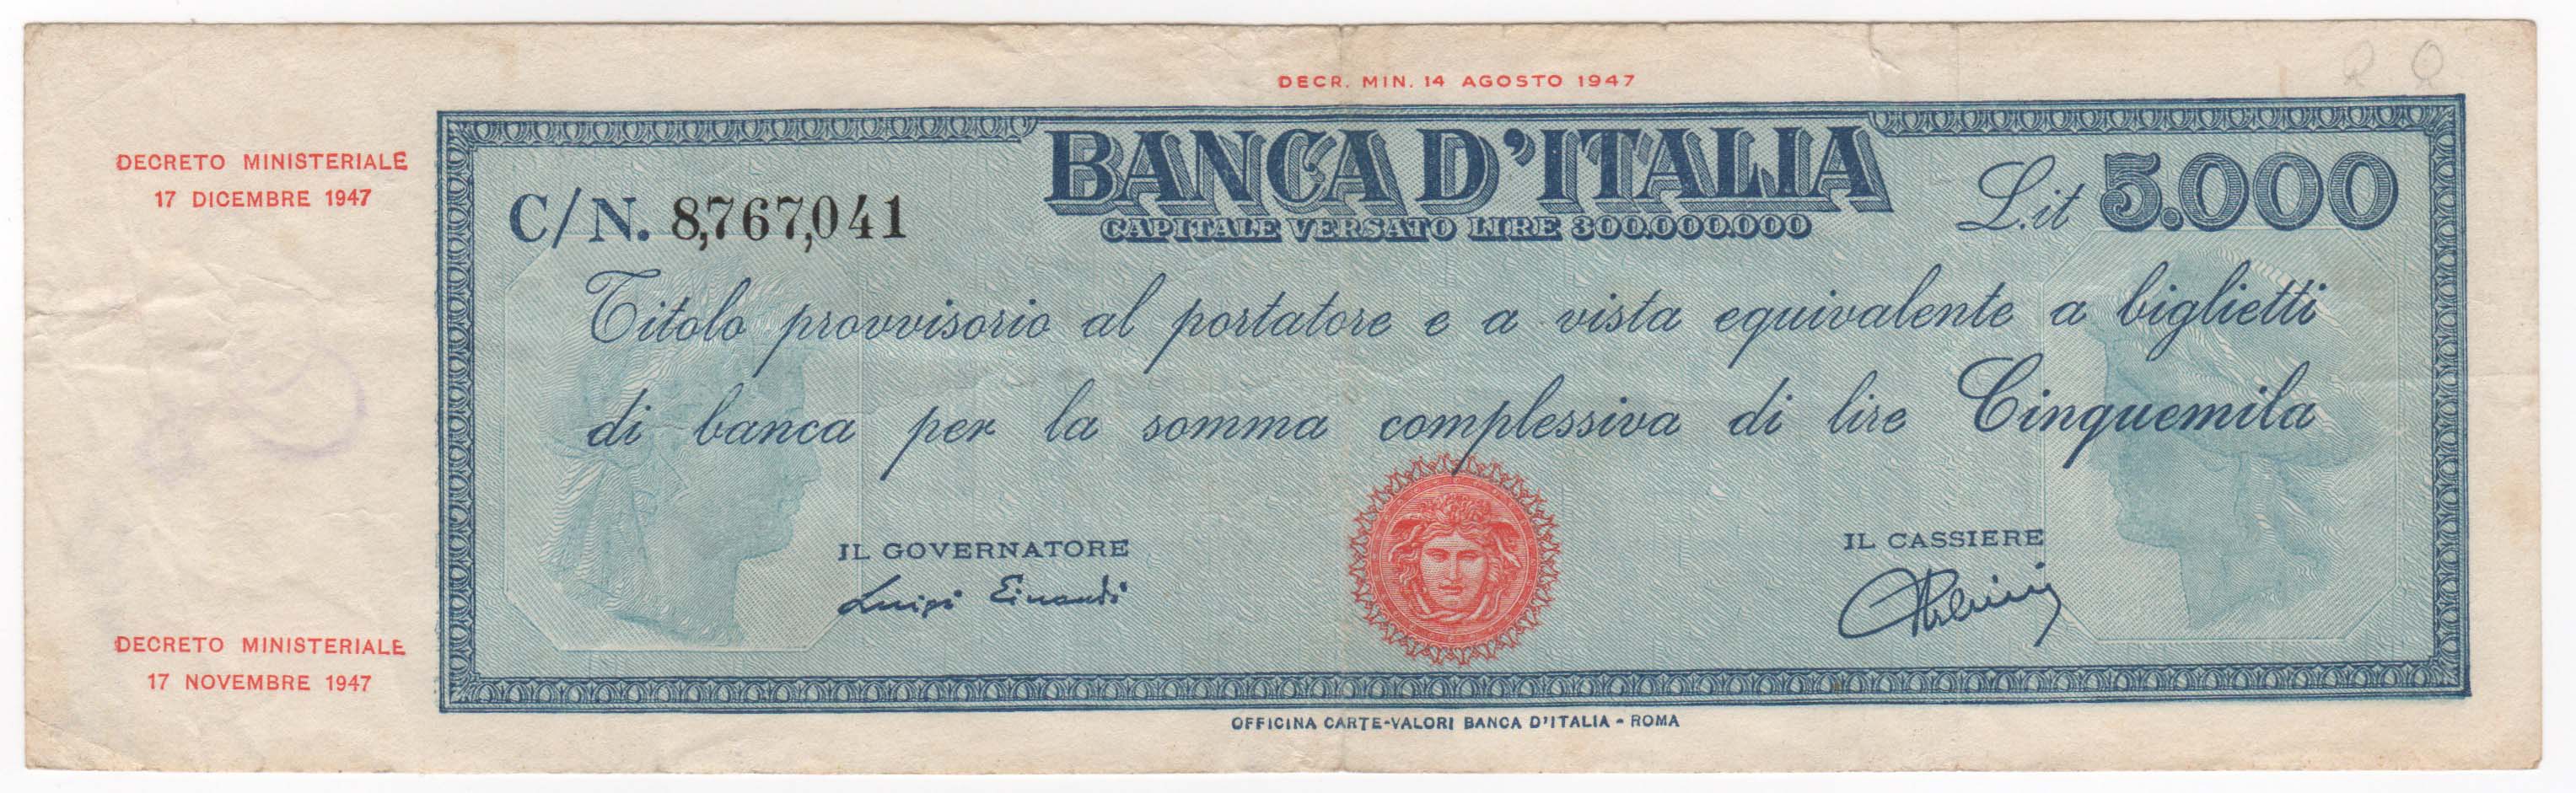 DECR. MIN. 14 AGOSTO 1947
DECRETO MINISTERIALE
17 DICEMBRE 1947
BANCA D'ITALIA
CAPITALE VERSATO LIRE 300.000.000
C/N. 8,767,041
L.it 5.000
Titolo provvisorio al portatore e a vista equivalente a biglietti
di banca per la somma complessiva di lire Cinquemila
IL GOVERNATORE
Luigi Einaudi
IL CASSIERE
DECRETO MINISTERIALE
17 NOVEMBRE 1947
OFFICINA CARTE-VALORI BANCA D'ITALIA - ROMA